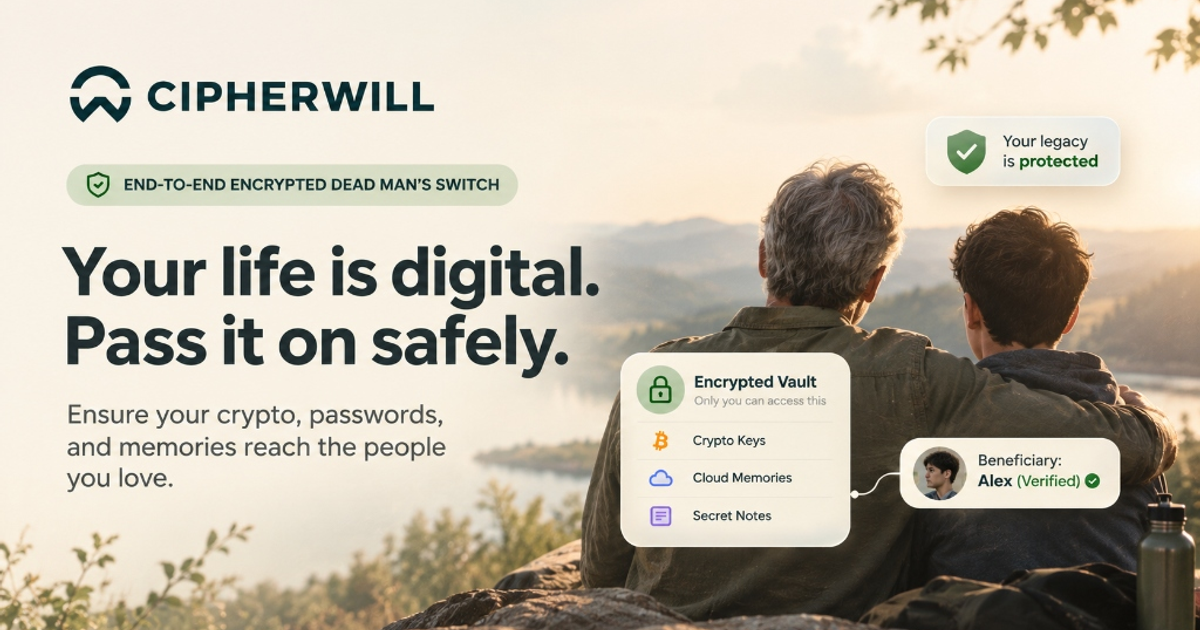 CIPHERWILL
END-TO-END ENCRYPTED DEAD MAN'S SWITCH
Your life is digital.
Pass it on safely.
Ensure your crypto, passwords,
and memories reach the people
you love.
Your legacy
is protected
Encrypted Vault
Only you can access this
Crypto Keys
Cloud Memories
Secret Notes
Beneficiary:
Alex (Verified)